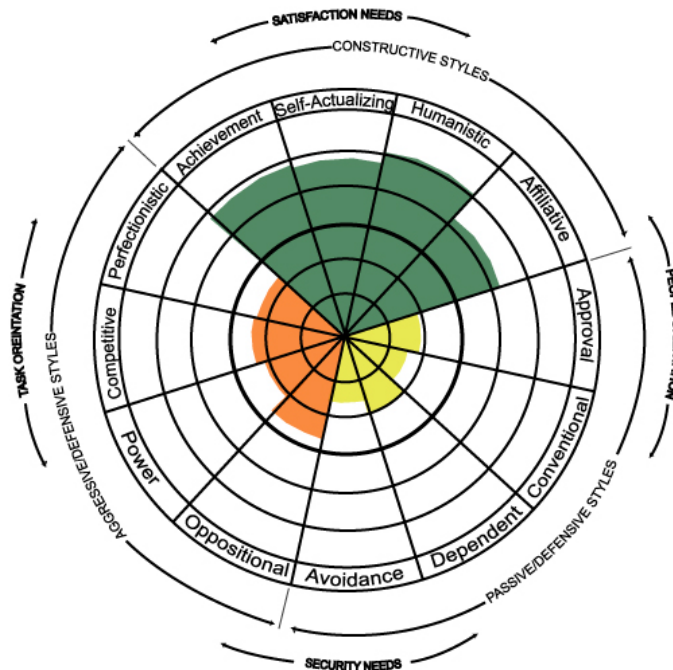 SATISFACTION NEEDS
CONSTRUCTIVE STYLES
Self-Actualizing
Achievement
Humanistic
Perfectionistic
Affiliative
TASK OREINTATION
Competitive
Approval
AGGRESSIVE/DEFENSIVE STYLES
Power
Conventional
Oppositional
Avoidance
Dependent
PASSIVE/DEFENSIVE STYLES
SECURITY NEEDS